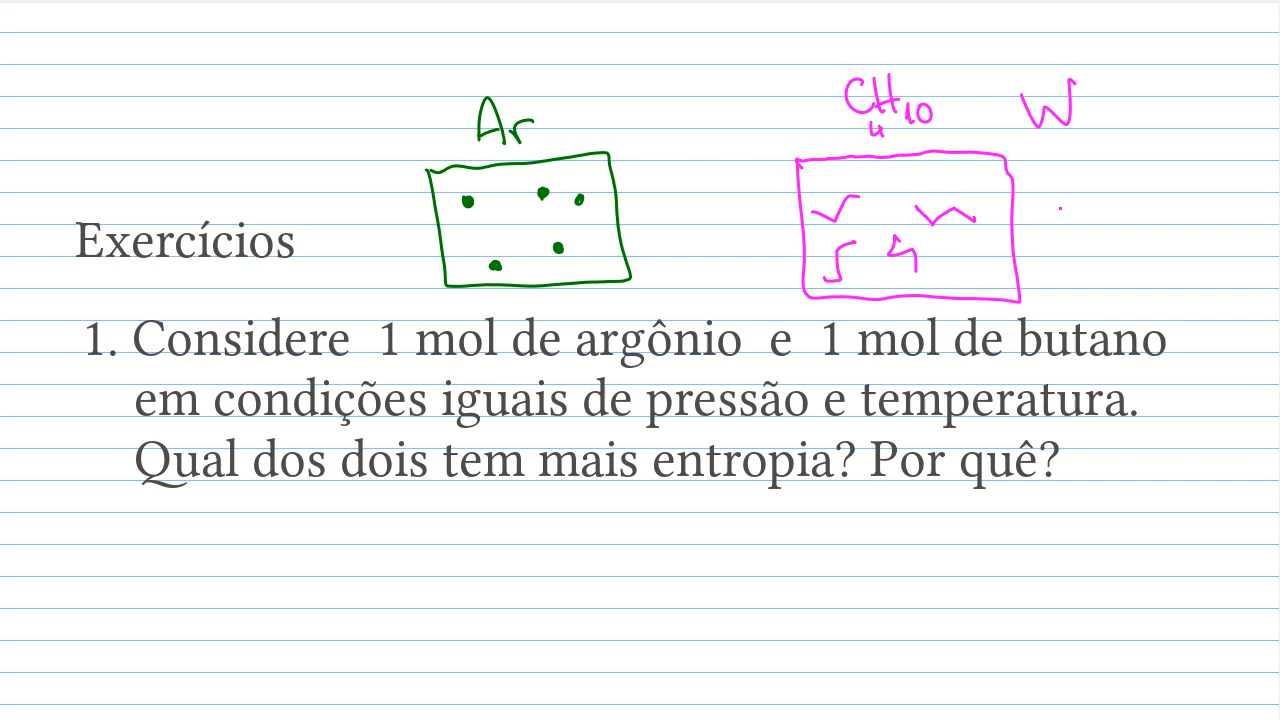 Ar
C₄H₁₀ W
Exercícios
1. Considere 1 mol de argônio e 1 mol de butano
em condições iguais de pressão e temperatura.
Qual dos dois tem mais entropia? Por quê?